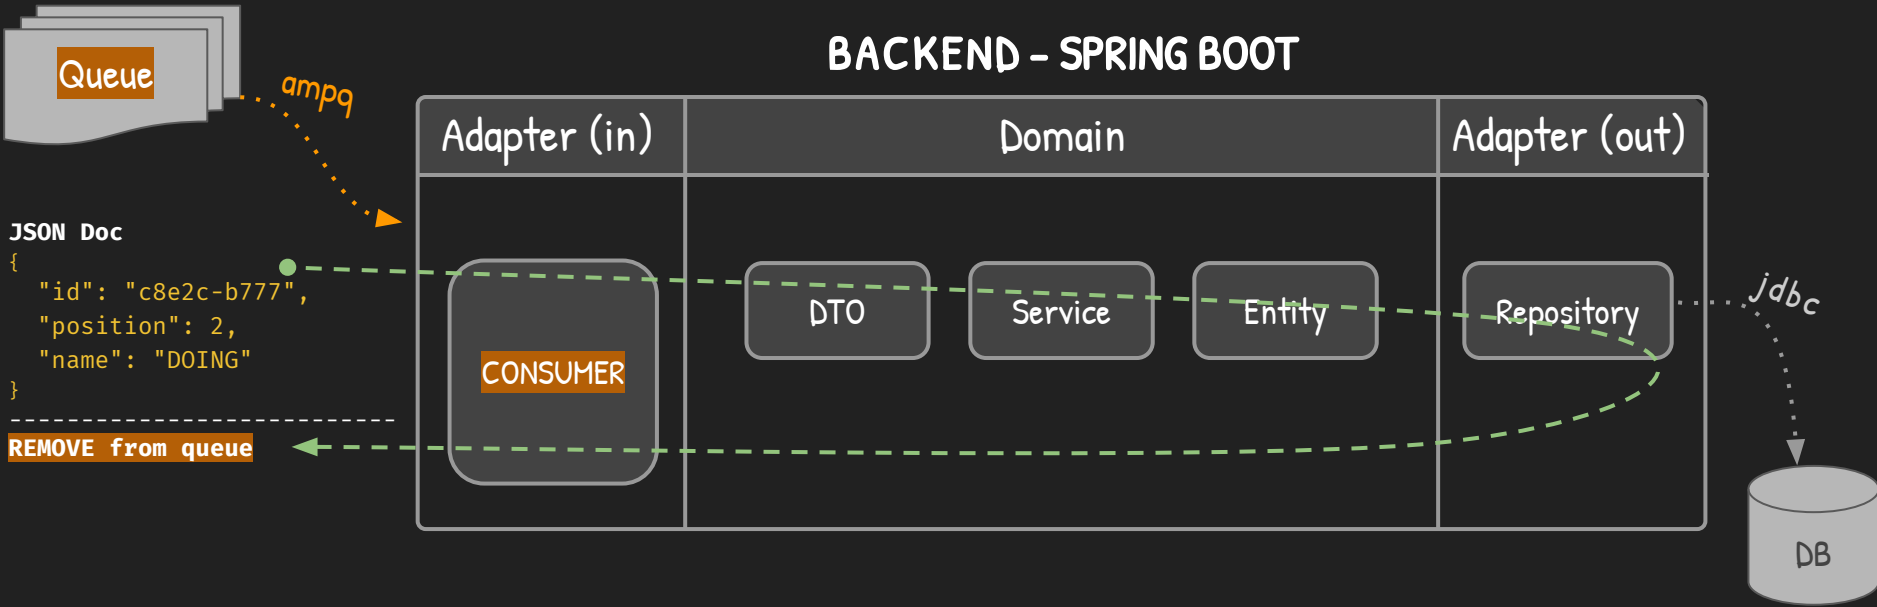 Queue
ampq
BACKEND - SPRING BOOT
Adapter (in)
Domain
Adapter (out)
JSON Doc
{
"id": "c8e2c-b777",
"position": 2,
"name": "DOING"
}
REMOVE from queue
CONSUMER
DTO
Service
Entity
Repository
jdbc
DB